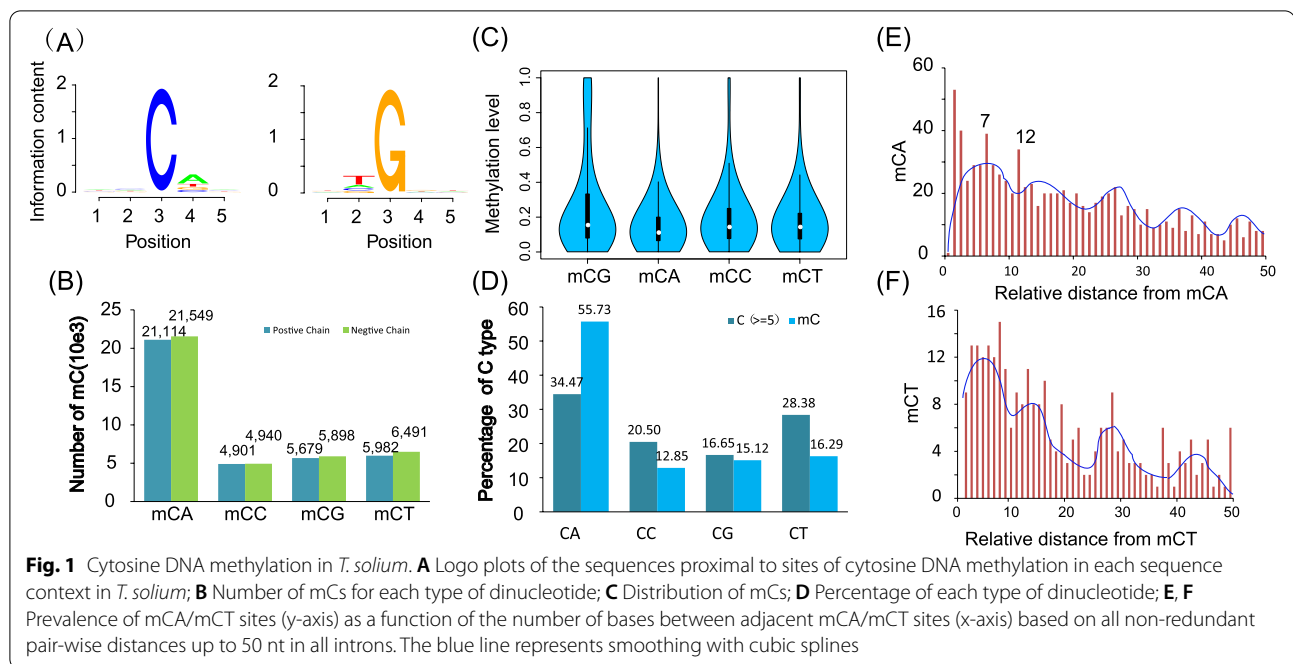 (A)
Information content
2
1
0
C
A
1 2 3 4 5
Position
2
1
0
T
G
1 2 3 4 5
Position
(B)
Number of mC(10e3)
25
20
15
10
5
0
Postive Chain
Negtive Chain
21,114
21,549
4,901
4,940
5,679
5,898
5,982
6,491
mCA mCC mCG mCT
(C)
Methylation level
1.0
0.8
0.6
0.4
0.2
0.0
mCG mCA mCC mCT
(D)
Percentage of C type
60
50
40
30
20
10
0
C (>=5)
mC
34.47
55.73
20.50
12.85
16.65
15.12
28.38
16.29
CA CC CG CT
(E)
mCA
60
40
20
0
7
12
0 10 20 30 40 50
Relative distance from mCA
(F)
mCT
16
12
8
4
0
0 10 20 30 40 50
Relative distance from mCT
Fig. 1 Cytosine DNA methylation in T. solium. A Logo plots of the sequences proximal to sites of cytosine DNA methylation in each sequence
context in T. solium; B Number of mCs for each type of dinucleotide; C Distribution of mCs; D Percentage of each type of dinucleotide; E, F
Prevalence of mCA/mCT sites (y-axis) as a function of the number of bases between adjacent mCA/mCT sites (x-axis) based on all non-redundant
pair-wise distances up to 50 nt in all introns. The blue line represents smoothing with cubic splines